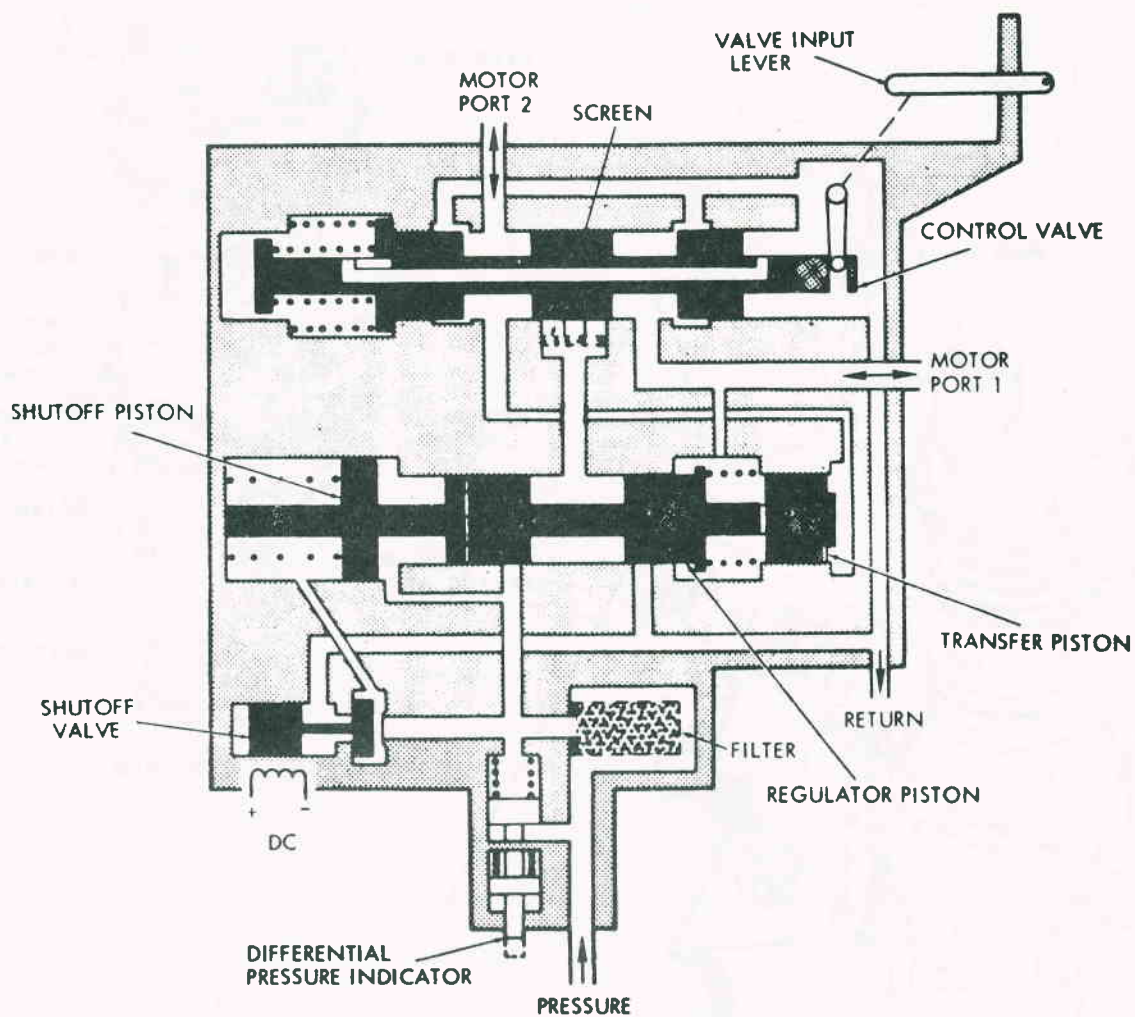 VALVE INPUT
LEVER
MOTOR
PORT 2
SCREEN
CONTROL VALVE
MOTOR
PORT 1
SHUTOFF PISTON
TRANSFER PISTON
SHUTOFF
VALVE
RETURN
FILTER
REGULATOR PISTON
+ -
DC
DIFFERENTIAL
PRESSURE INDICATOR
PRESSURE